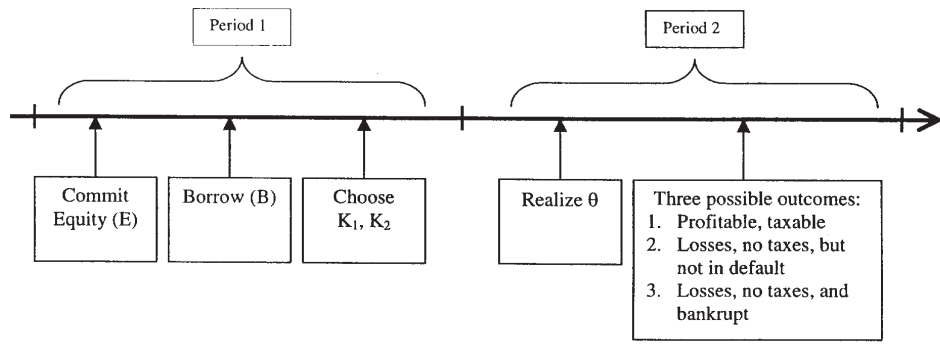 Period 1
Period 2
Commit
Equity (E)
Borrow (B)
Choose
K₁, K₂
Realize θ
Three possible outcomes:
1. Profitable, taxable
2. Losses, no taxes, but
not in default
3. Losses, no taxes, and
bankrupt